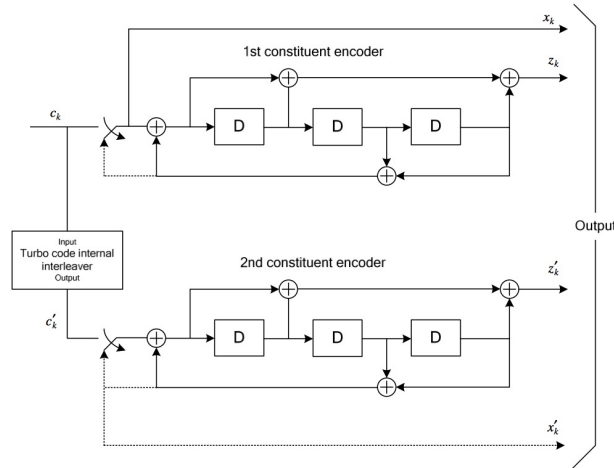 x_k
1st constituent encoder
z_k
c_k
D
D
D
Output
Input
Turbo code internal
interleaver
Output
2nd constituent encoder
z′_k
c′_k
D
D
D
x′_k